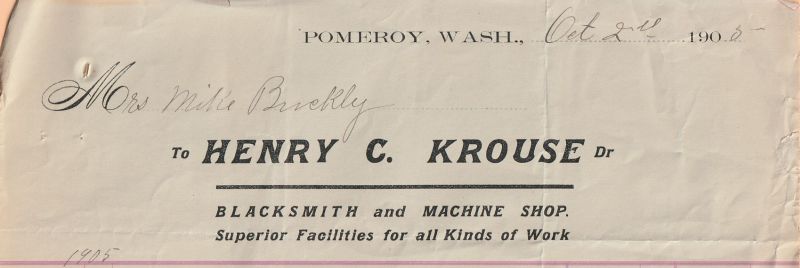 POMEROY, WASH., Oct 2nd 1905
Mrs Mike Buckly
To HENRY C. KROUSE Dr
BLACKSMITH and MACHINE SHOP.
Superior Facilities for all Kinds of Work
1905